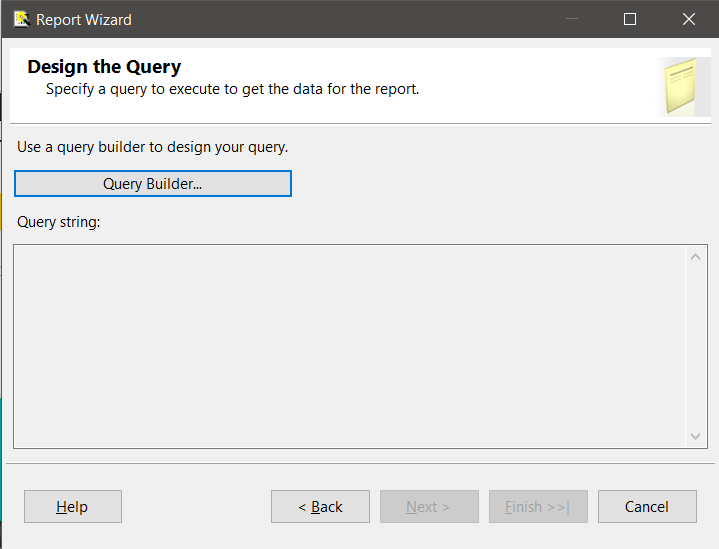 Report Wizard
Design the Query
Specify a query to execute to get the data for the report.
Use a query builder to design your query.
Query Builder...
Query string:
Help
< Back
Next >
Finish >>|
Cancel